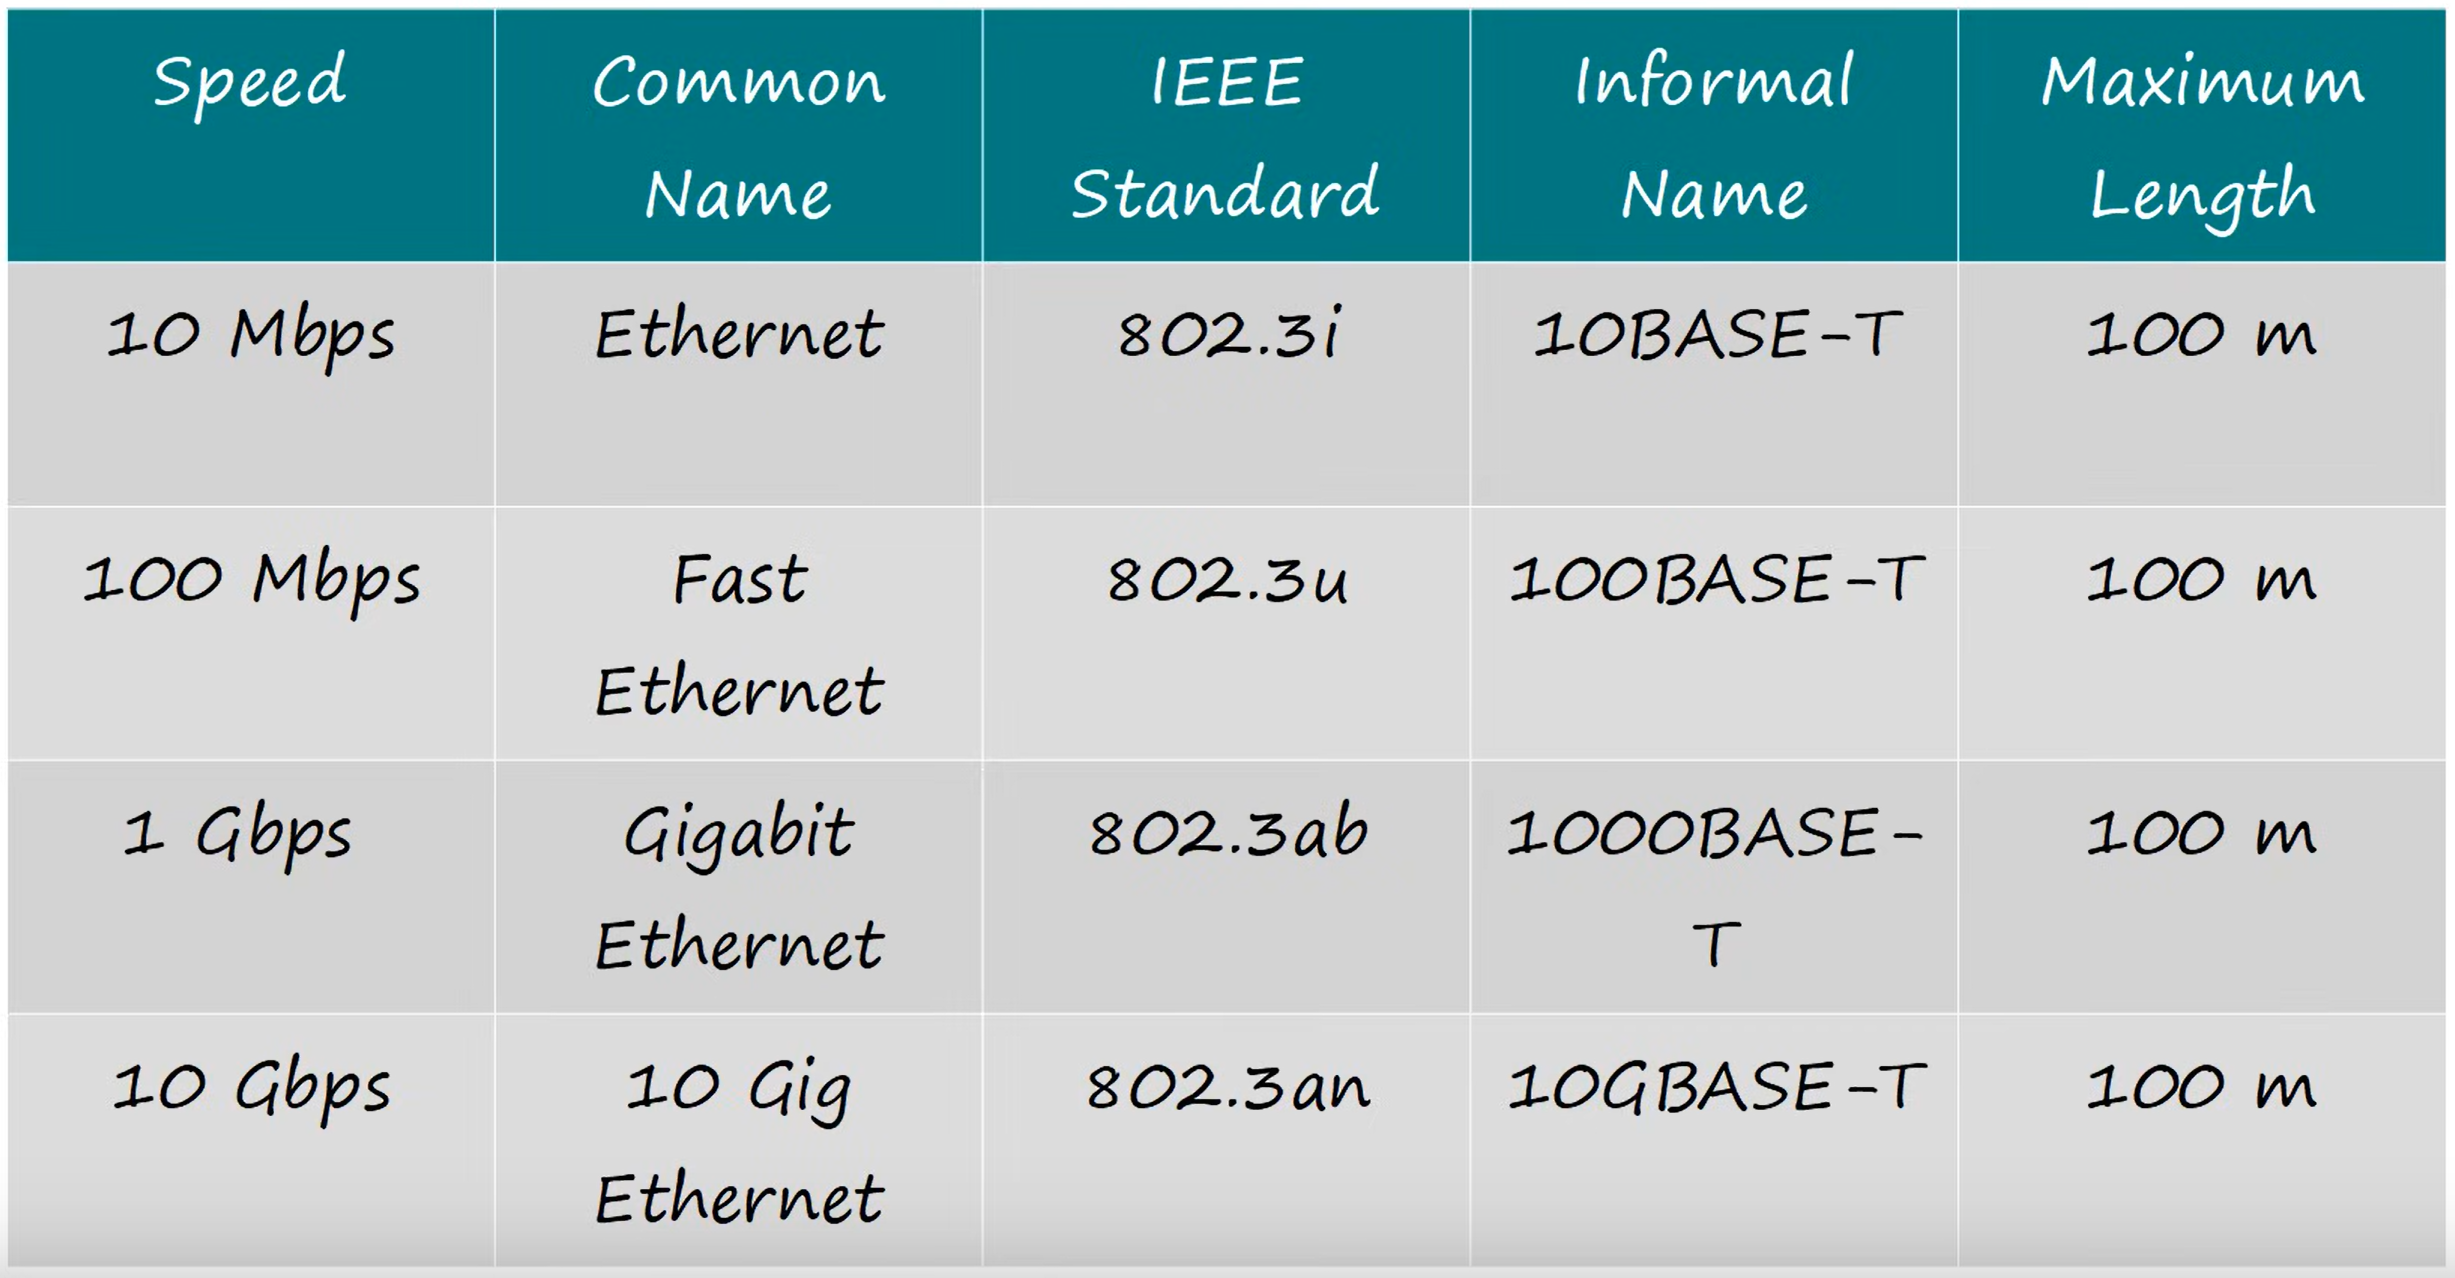 Speed
Common
Name
IEEE
Standard
Informal
Name
Maximum
Length
10 Mbps
Ethernet
802.3i
10BASE-T
100 m
100 Mbps
Fast
Ethernet
802.3u
100BASE-T
100 m
1 Gbps
Gigabit
Ethernet
802.3ab
1000BASE-
T
100 m
10 Gbps
10 Gig
Ethernet
802.3an
10GBASE-T
100 m